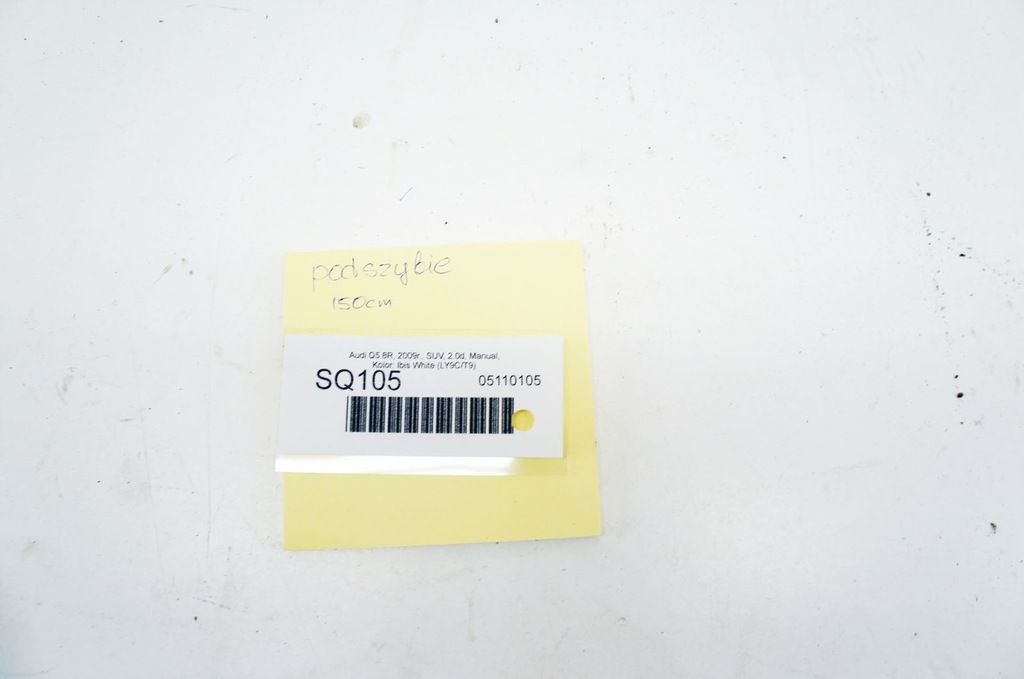 podszybie
150cm
Audi Q5 8R, 2009r., SUV, 2.0d, Manual,
Kolor: Ibis White (LY9C/T9)
SQ105 05110105